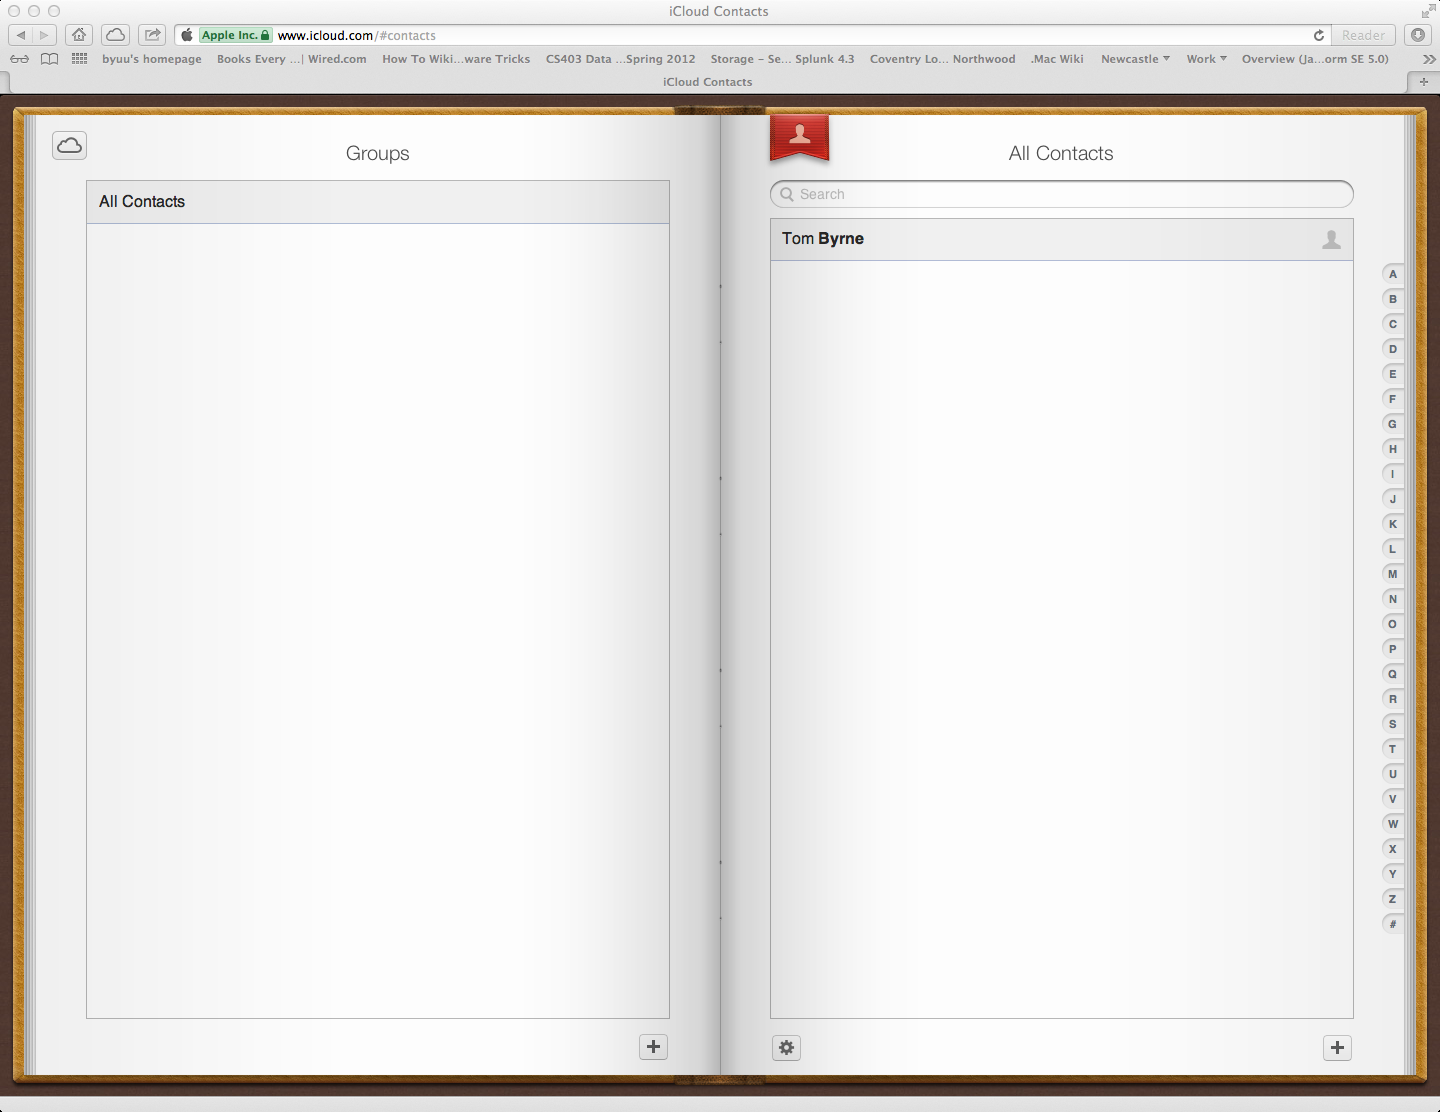 iCloud Contacts
Apple Inc. www.icloud.com/#contacts Reader
byuu's homepage Books Every ...| Wired.com How To Wiki...ware Tricks CS403 Data ...Spring 2012 Storage – Se... Splunk 4.3 Coventry Lo... Northwood .Mac Wiki Newcastle Work Overview (Ja...orm SE 5.0)
iCloud Contacts
Groups
All Contacts
All Contacts
Search
Tom Byrne
A
B
C
D
E
F
G
H
I
J
K
L
M
N
O
P
Q
R
S
T
U
V
W
X
Y
Z
#